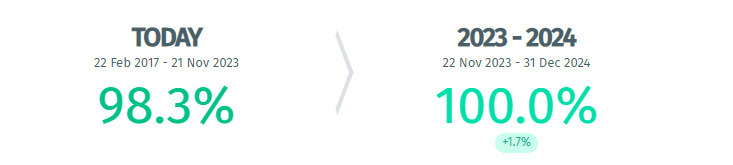 TODAY
22 Feb 2017 - 21 Nov 2023
98.3%
2023 - 2024
22 Nov 2023 - 31 Dec 2024
100.0%
+1.7%